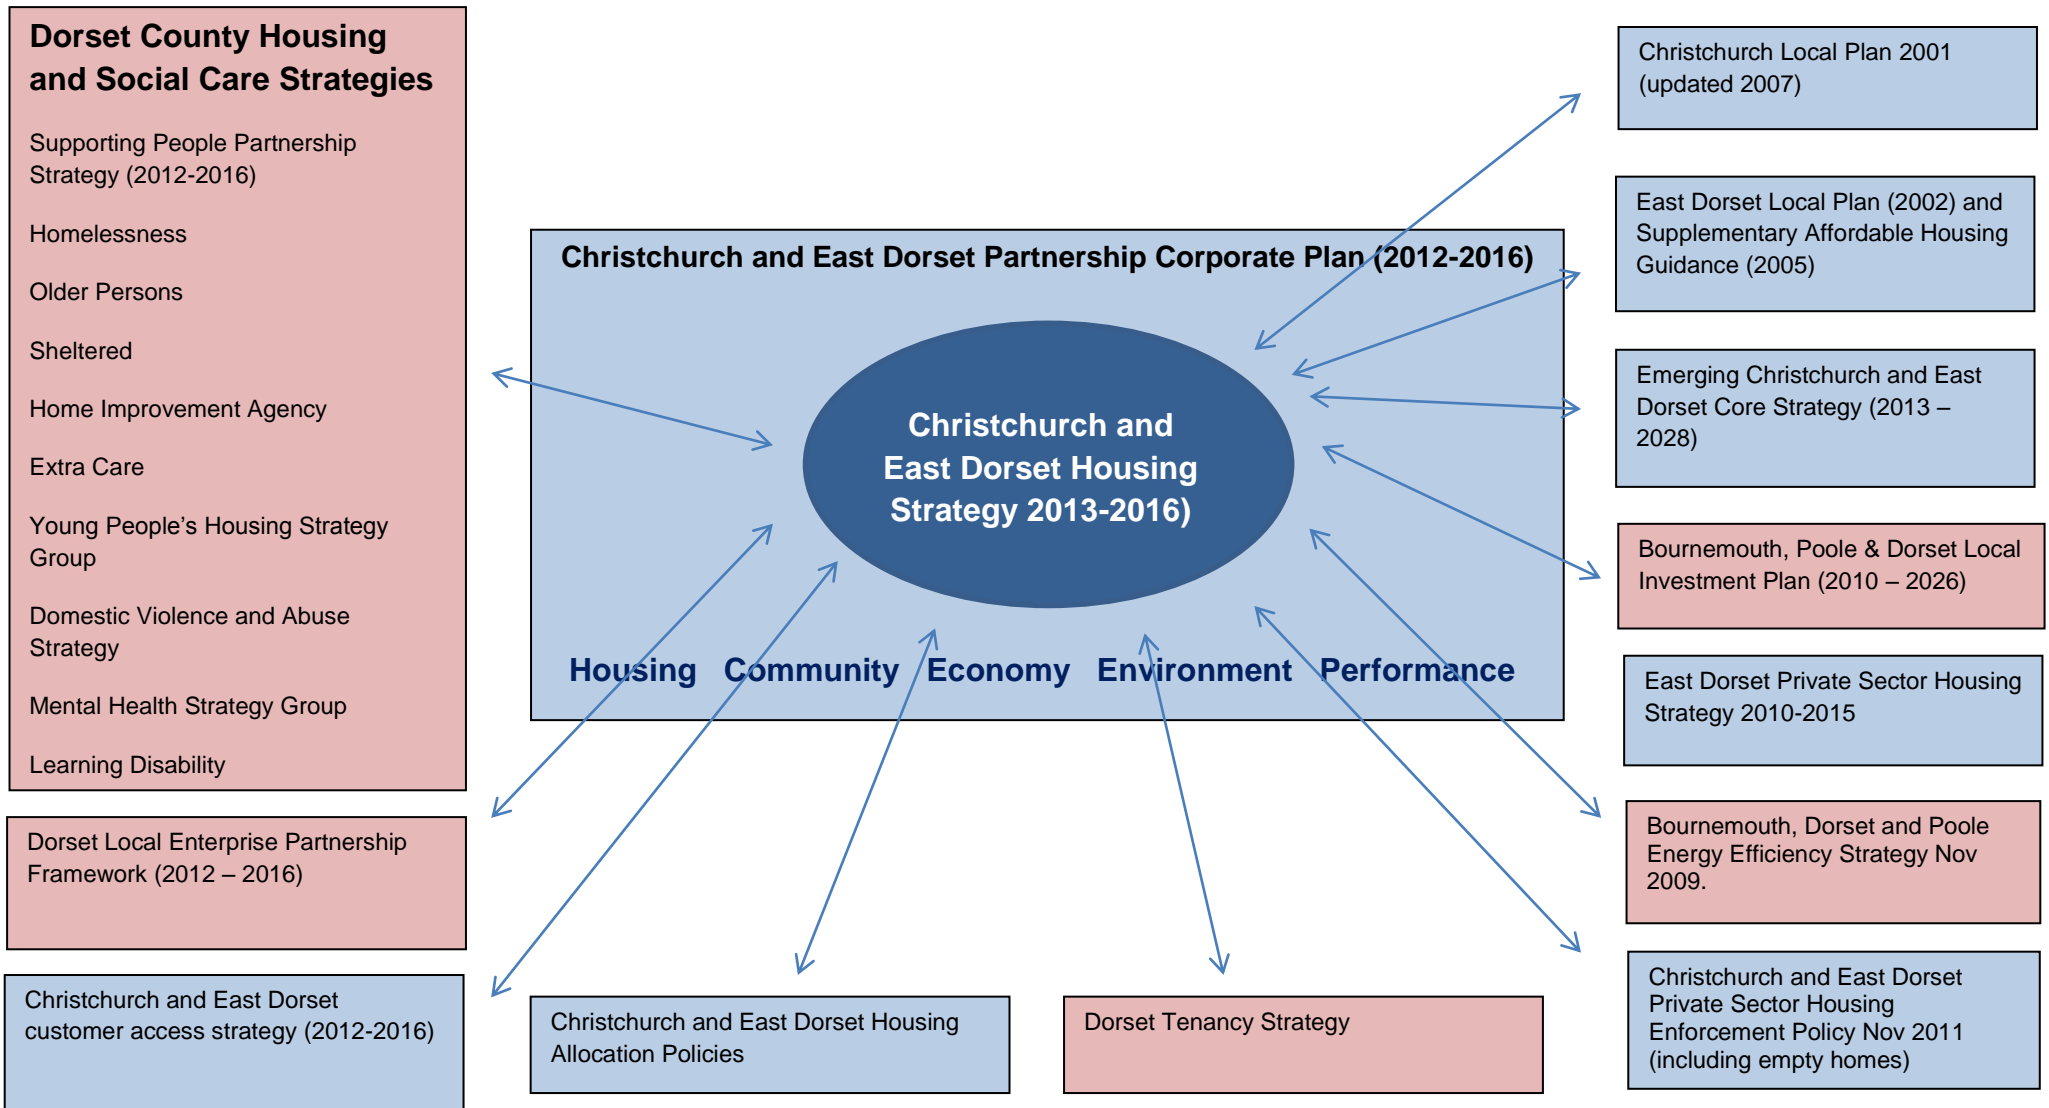 Dorset County Housing
and Social Care Strategies
Supporting People Partnership
Strategy (2012-2016)
Homelessness
Older Persons
Sheltered
Home Improvement Agency
Extra Care
Young People’s Housing Strategy
Group
Domestic Violence and Abuse
Strategy
Mental Health Strategy Group
Learning Disability
Dorset Local Enterprise Partnership
Framework (2012 – 2016)
Christchurch and East Dorset
customer access strategy (2012-2016)
Christchurch and East Dorset Partnership Corporate Plan (2012-2016)
Christchurch and
East Dorset Housing
Strategy 2013-2016)
Housing Community Economy Environment Performance
Christchurch and East Dorset Housing
Allocation Policies
Dorset Tenancy Strategy
Christchurch Local Plan 2001
(updated 2007)
East Dorset Local Plan (2002) and
Supplementary Affordable Housing
Guidance (2005)
Emerging Christchurch and East
Dorset Core Strategy (2013 –
2028)
Bournemouth, Poole & Dorset Local
Investment Plan (2010 – 2026)
East Dorset Private Sector Housing
Strategy 2010-2015
Bournemouth, Dorset and Poole
Energy Efficiency Strategy Nov
2009.
Christchurch and East Dorset
Private Sector Housing
Enforcement Policy Nov 2011
(including empty homes)